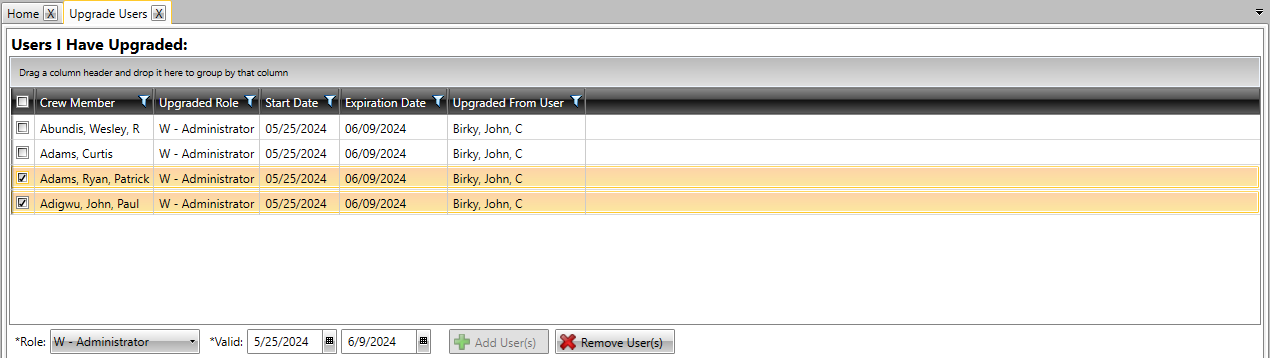 Home X Upgrade Users X
Users I Have Upgraded:
Drag a column header and drop it here to group by that column
Crew Member Upgraded Role Start Date Expiration Date Upgraded From User
Abundis, Wesley, R W - Administrator 05/25/2024 06/09/2024 Birky, John, C
Adams, Curtis W - Administrator 05/25/2024 06/09/2024 Birky, John, C
Adams, Ryan, Patrick W - Administrator 05/25/2024 06/09/2024 Birky, John, C
Adigwu, John, Paul W - Administrator 05/25/2024 06/09/2024 Birky, John, C
*Role: W - Administrator *Valid: 5/25/2024 6/9/2024 Add User(s) Remove User(s)